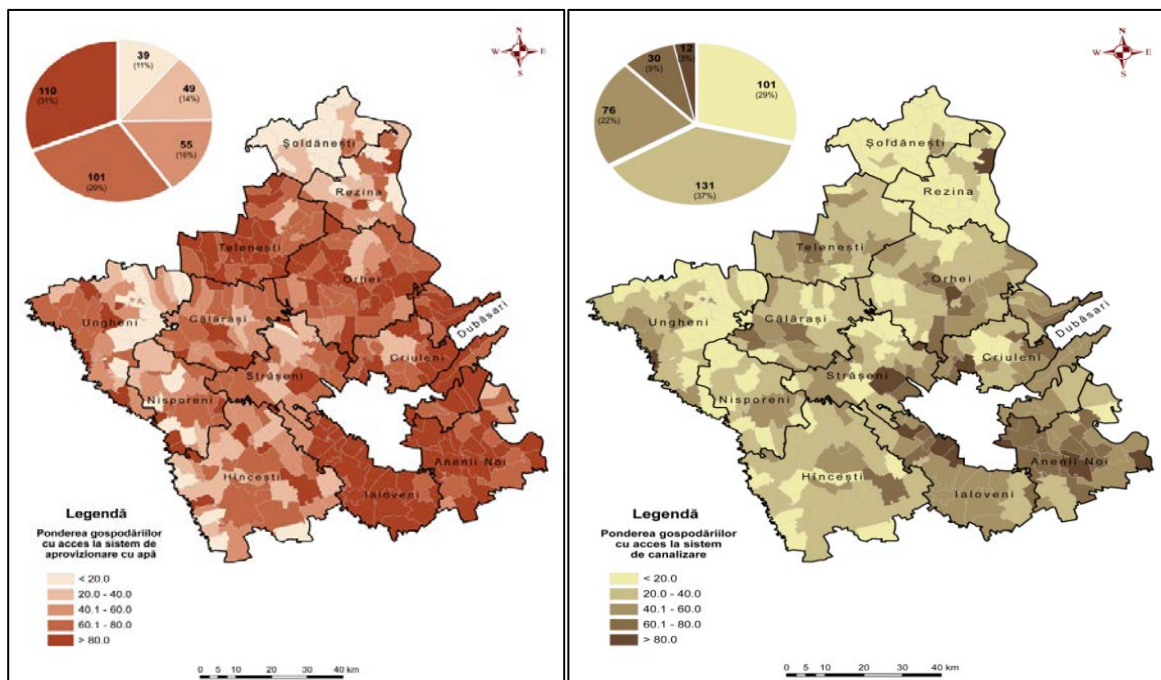 N
W E
S
39
(11%)
49
(14%)
55
(16%)
101
(29%)
110
(31%)
Șoldănești
Rezina
Telenești
Orhei
Ungheni
Călărași
Dubăsari
Criuleni
Strășeni
Nisporeni
Anenii Noi
Hîncești
Ialoveni
Legendă
Ponderea gospodăriilor
cu acces la sistem de
aprovizionare cu apă
< 20.0
20.0 - 40.0
40.1 - 60.0
60.1 - 80.0
> 80.0
0 5 10 20 30 40 km
N
W E
S
12
(3%)
30
(9%)
101
(29%)
76
(22%)
131
(37%)
Șoldănești
Rezina
Telenești
Orhei
Ungheni
Călărași
Dubăsari
Criuleni
Strășeni
Nisporeni
Anenii Noi
Hîncești
Ialoveni
Legendă
Ponderea gospodăriilor
cu acces la sistem
de canalizare
< 20.0
20.0 - 40.0
40.1 - 60.0
60.1 - 80.0
> 80.0
0 5 10 20 30 40 km